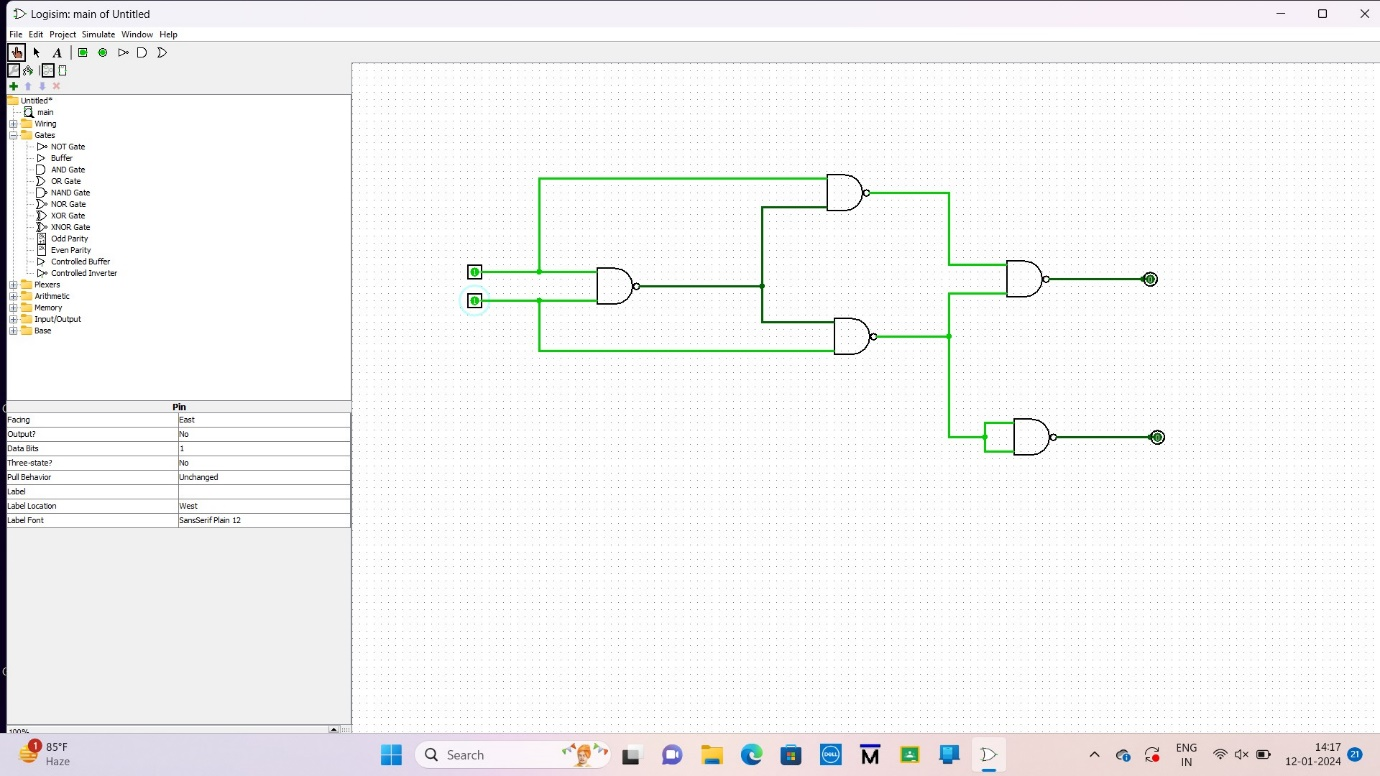 Logisim: main of Untitled
File Edit Project Simulate Window Help
A
Untitled*
main
Wiring
Gates
NOT Gate
Buffer
AND Gate
OR Gate
NAND Gate
NOR Gate
XOR Gate
XNOR Gate
Odd Parity
Even Parity
Controlled Buffer
Controlled Inverter
Plexers
Arithmetic
Memory
Input/Output
Base
Pin
Facing East
Output? No
Data Bits 1
Three-state? No
Pull Behavior Unchanged
Label
Label Location West
Label Font SansSerif Plain 12
100%
1
85°F
Haze
Search
DELL
M
ENG
IN
14:17
12-01-2024
21